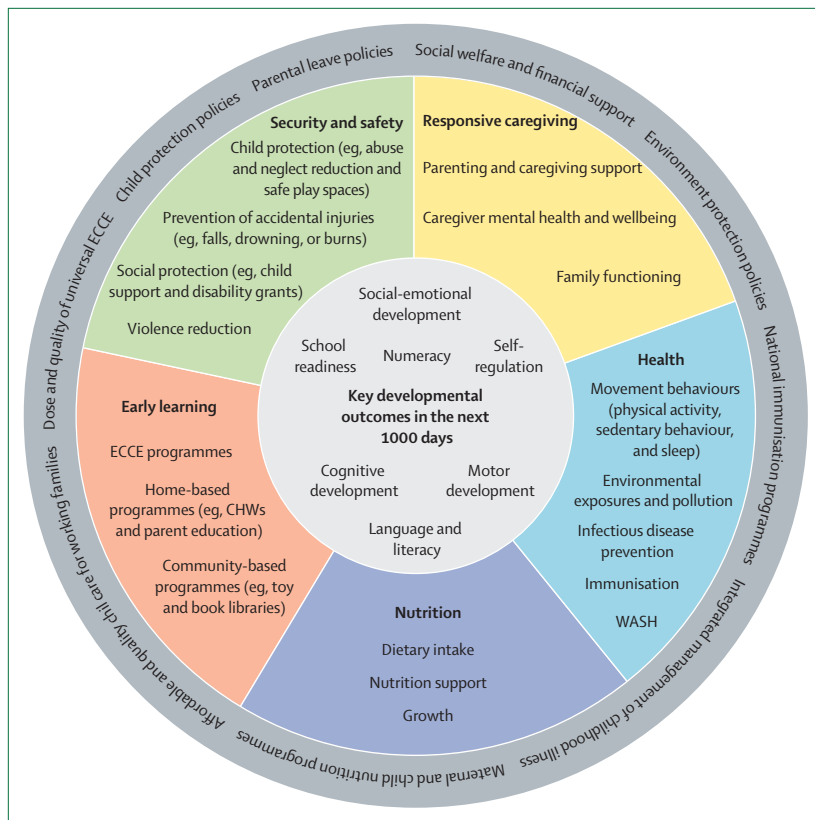 Social welfare and financial support
Environment protection policies
National immunisation programmes
Integrated management of childhood illness
Maternal and child nutrition programmes
Affordable and quality child care for working families
Dose and quality of universal ECCE
Child protection policies
Parental leave policies
Security and safety
Child protection (eg, abuse
and neglect reduction and
safe play spaces)
Prevention of accidental injuries
(eg, falls, drowning, or burns)
Social protection (eg, child
support and disability grants)
Violence reduction
Responsive caregiving
Parenting and caregiving support
Caregiver mental health and wellbeing
Family functioning
Health
Movement behaviours
(physical activity,
sedentary behaviour,
and sleep)
Environmental
exposures and pollution
Infectious disease
prevention
Immunisation
WASH
Nutrition
Dietary intake
Nutrition support
Growth
Early learning
ECCE programmes
Home-based
programmes (eg, CHWs
and parent education)
Community-based
programmes (eg, toy
and book libraries)
Social-emotional
development
School
readiness
Numeracy
Self-
regulation
Key developmental
outcomes in the next
1000 days
Cognitive
development
Motor
development
Language and
literacy